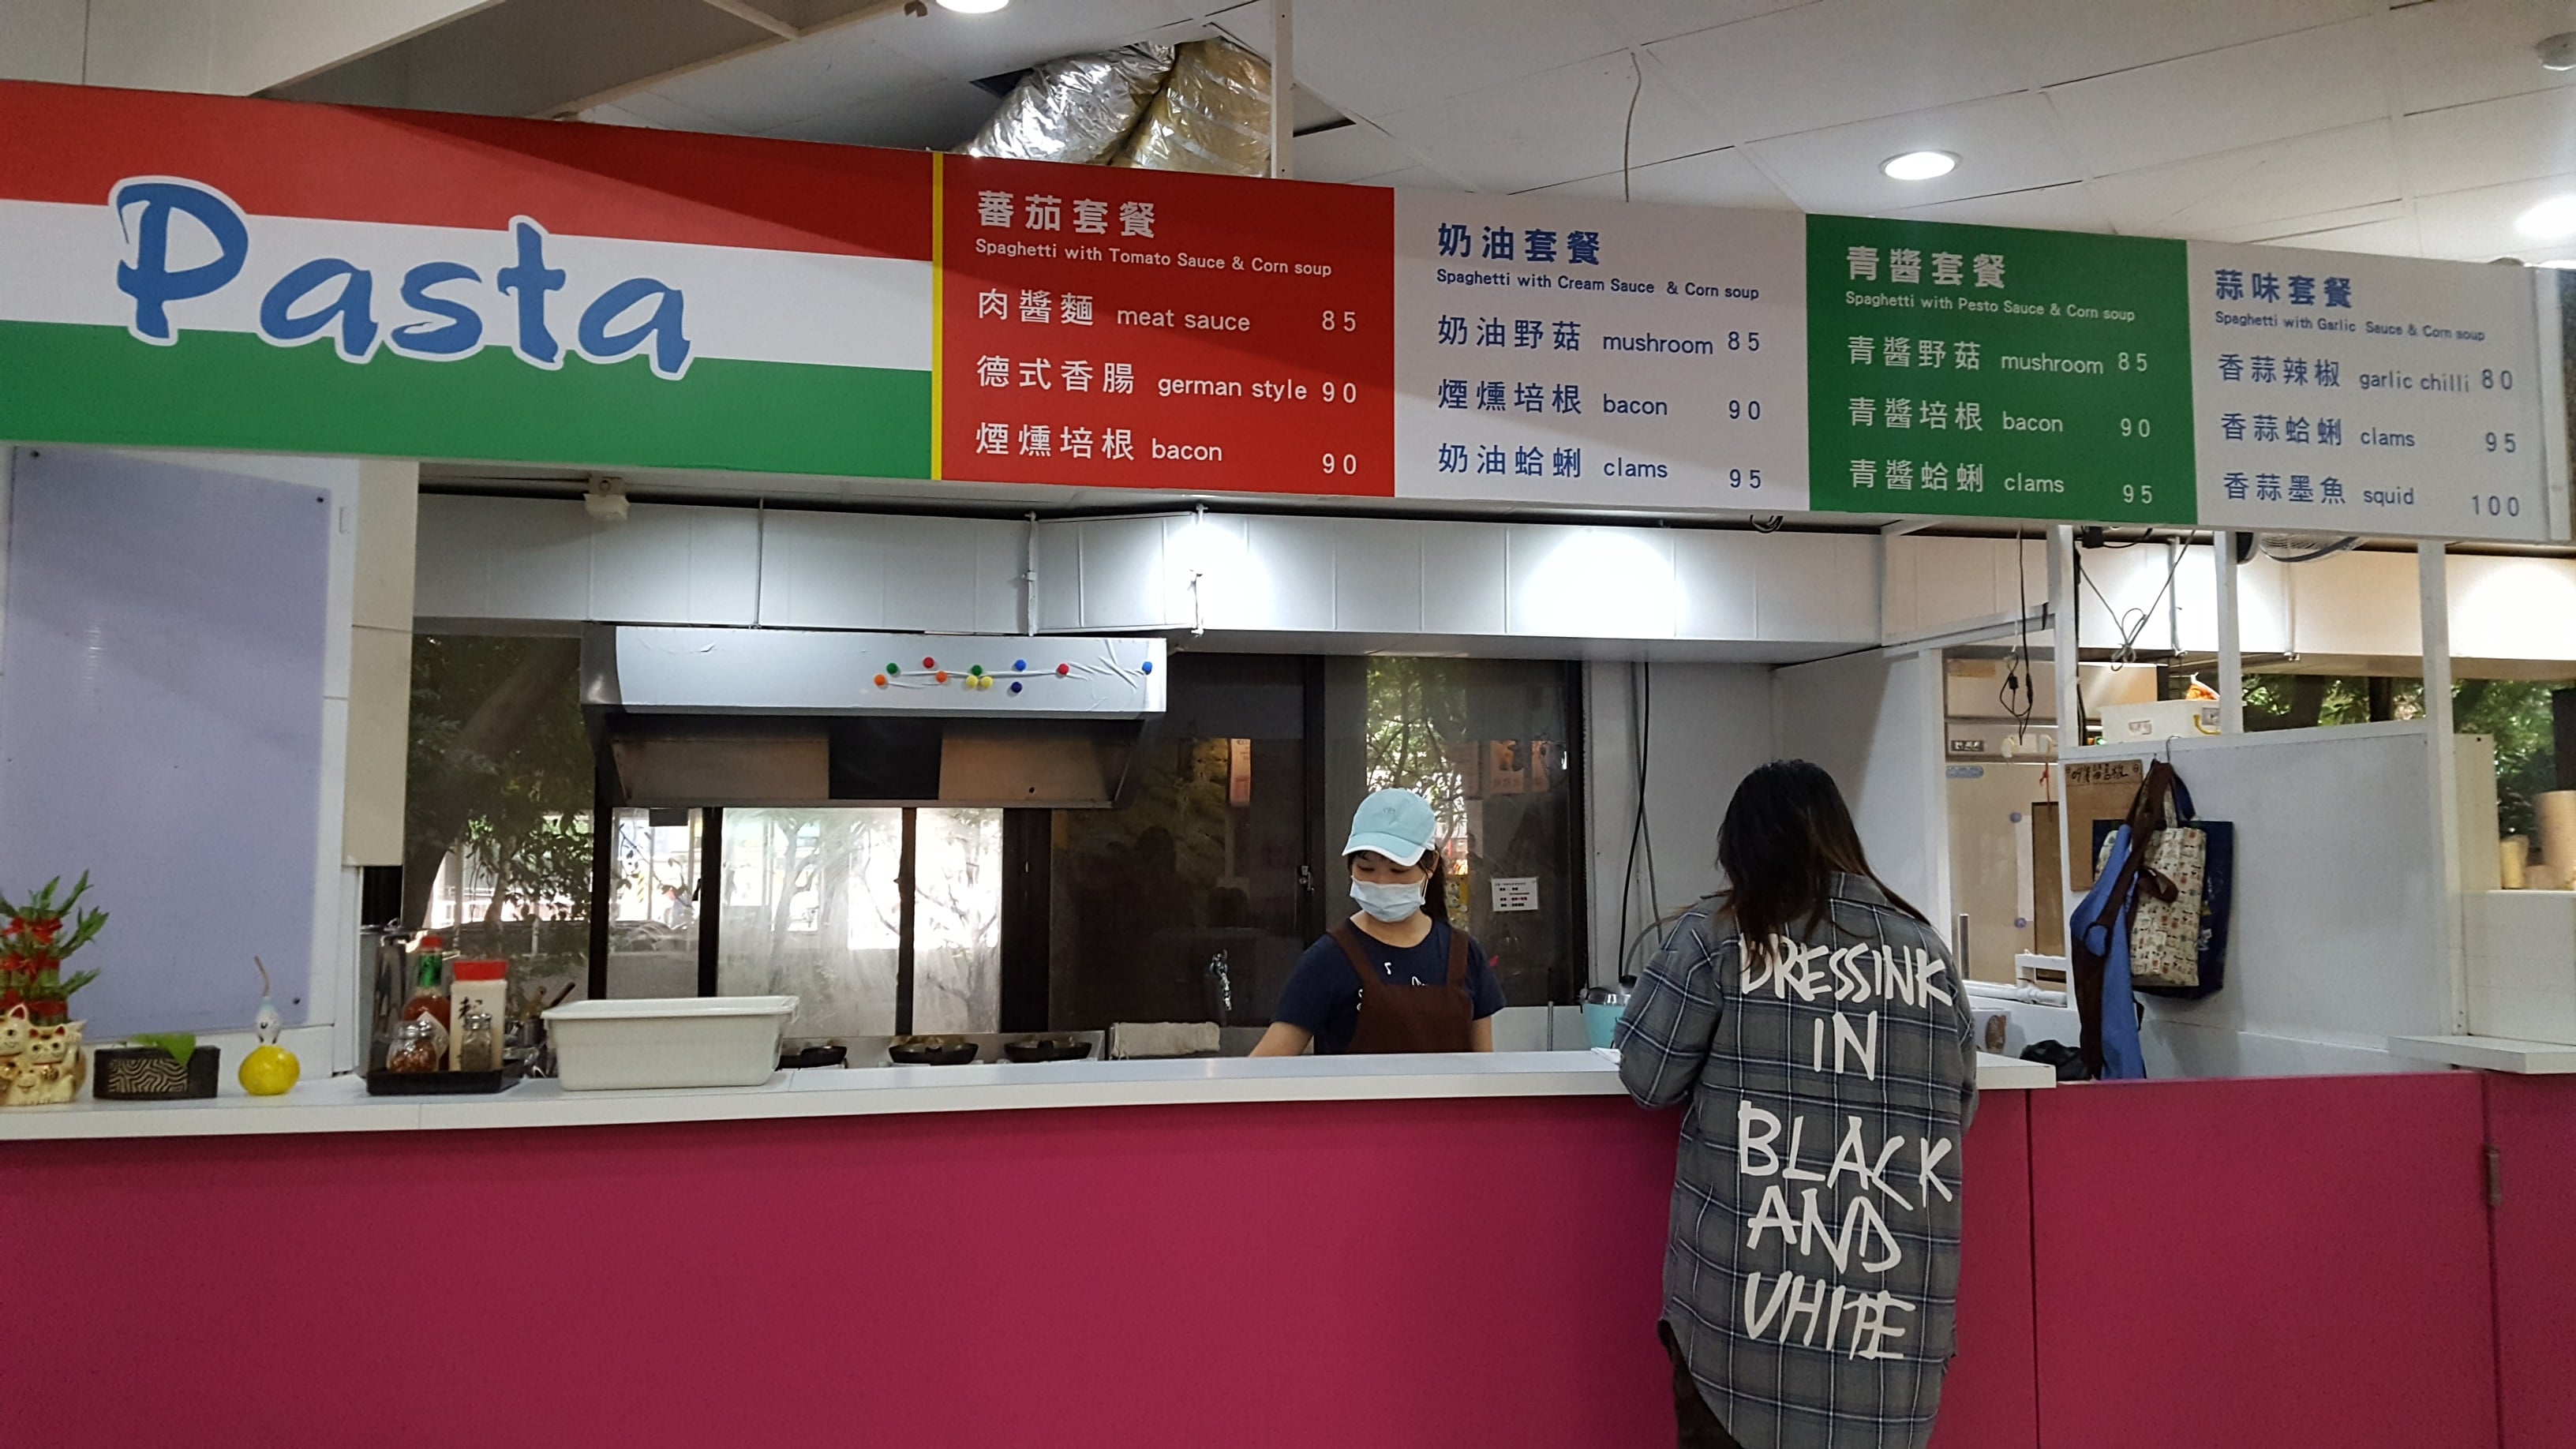 Pasta
蕃茄套餐
Spaghetti with Tomato Sauce & Corn soup
肉醬麵 meat sauce 85
德式香腸 german style 90
煙燻培根 bacon 90
奶油套餐
Spaghetti with Cream Sauce & Corn soup
奶油野菇 mushroom 85
煙燻培根 bacon 90
奶油蛤蜊 clams 95
青醬套餐
Spaghetti with Pesto Sauce & Corn soup
青醬野菇 mushroom 85
青醬培根 bacon 90
青醬蛤蜊 clams 95
蒜味套餐
Spaghetti with Garlic Sauce & Corn soup
香蒜辣椒 garlic chilli 80
香蒜蛤蜊 clams 95
香蒜墨魚 squid 100
DRESSINK
IN
BLACK
AND
VHITE